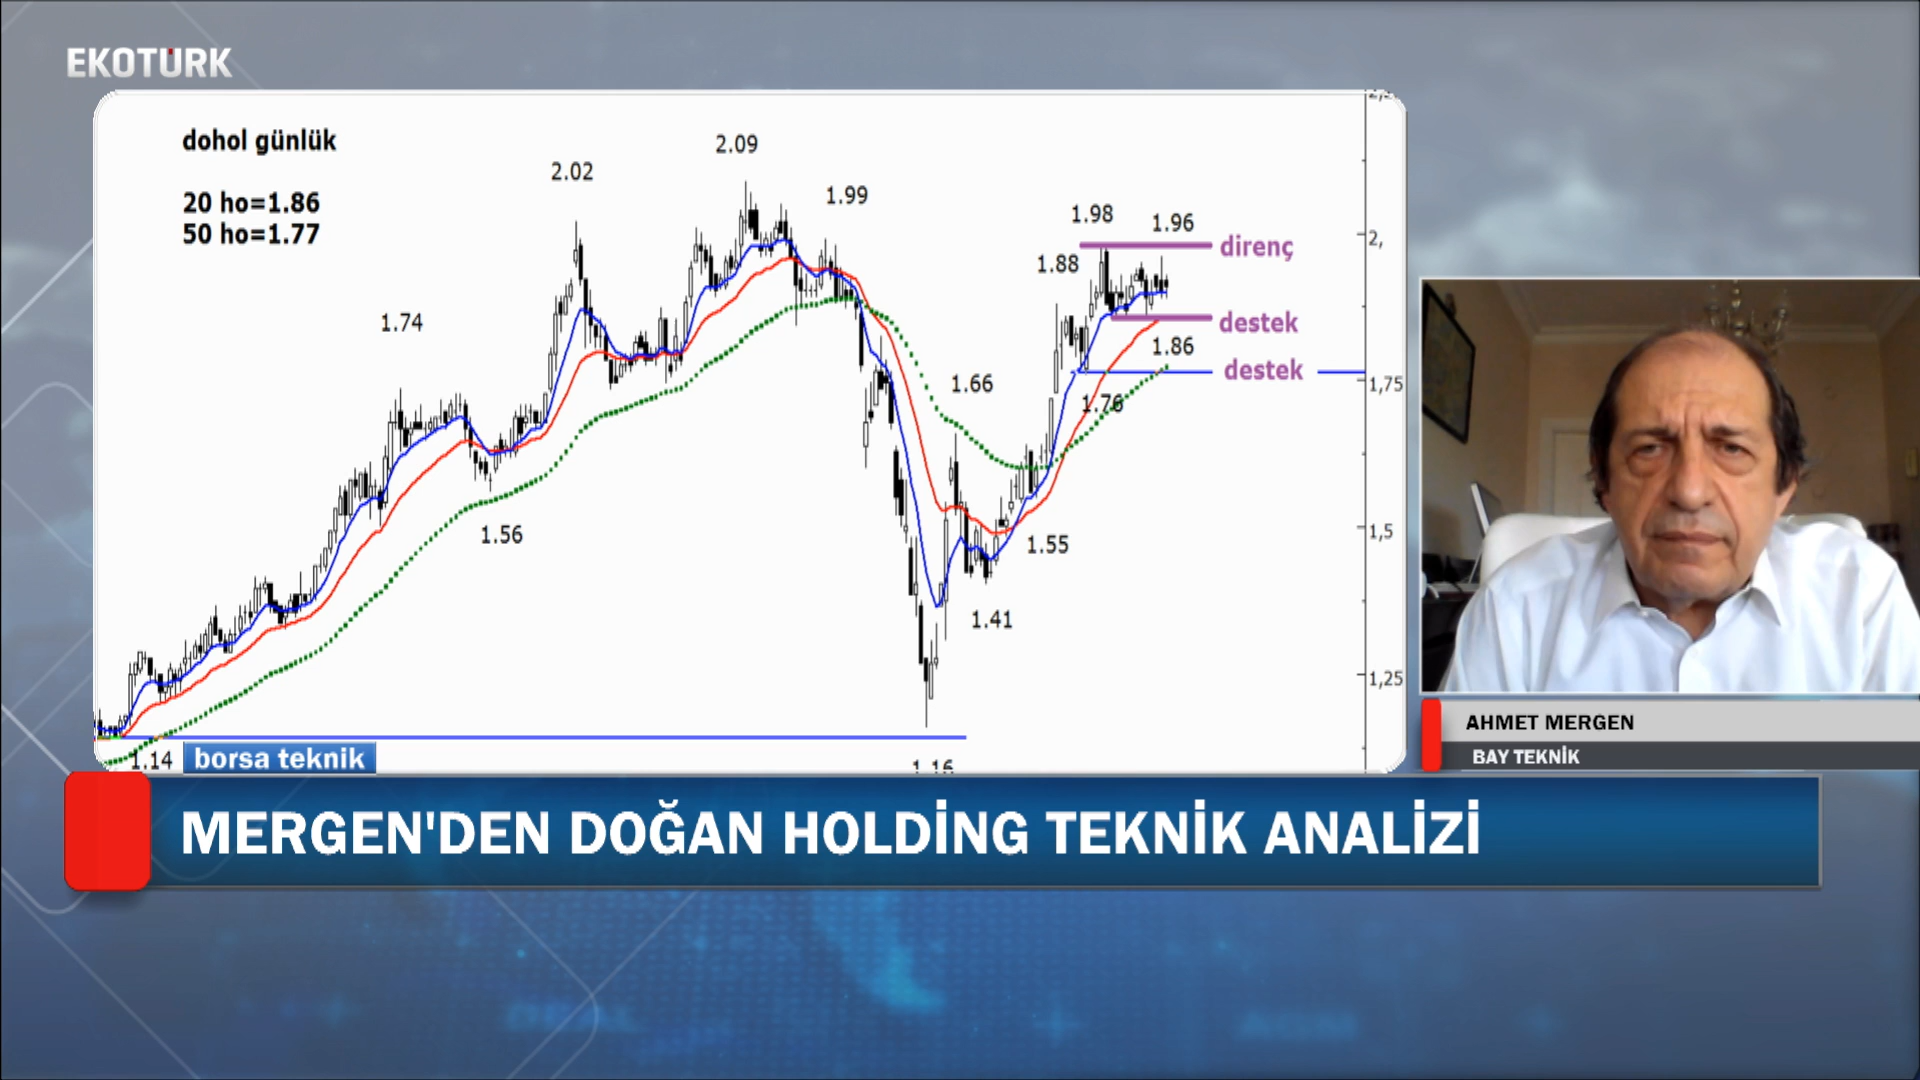 EKOTÜRK
dohol günlük
20 ho=1.86
50 ho=1.77
2.02
2.09
1.99
1.74
1.98
1.96
1.88
direnç
destek
1.86
destek
1.76
1.66
1.56
1.55
1.41
1.14
1.16
2,
1,75
1,5
1,25
borsa teknik
AHMET MERGEN
BAY TEKNİK
MERGEN'DEN DOĞAN HOLDİNG TEKNİK ANALİZİ